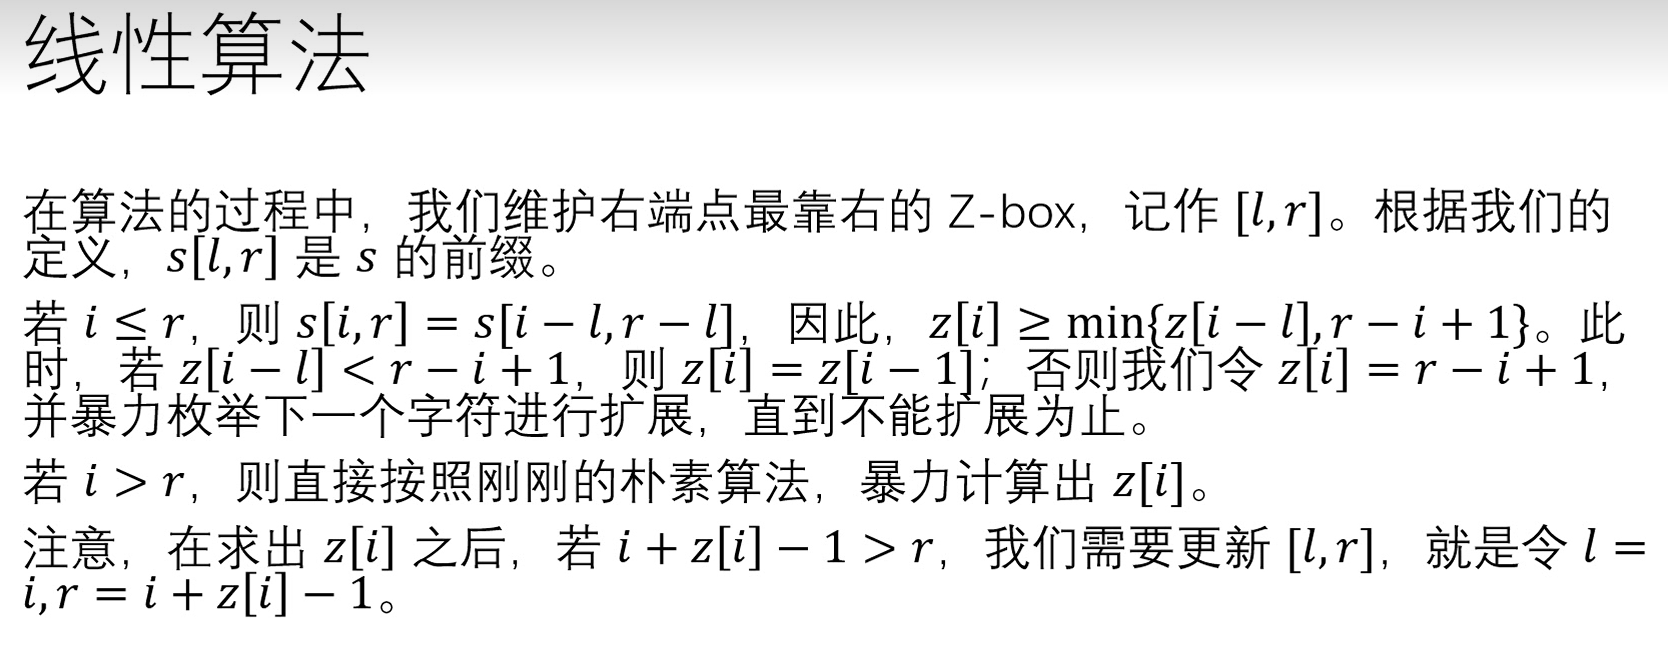 线性算法
在算法的过程中，我们维护右端点最靠右的 Z-box，记作 [l, r]。根据我们的
定义，s[l, r] 是 s 的前缀。
若 i ≤ r，则 s[i, r] = s[i − l, r − l]，因此，z[i] ≥ min{z[i − l], r − i + 1}。此
时，若 z[i − l] < r − i + 1，则 z[i] = z[i − 1]；否则我们令 z[i] = r − i + 1，
并暴力枚举下一个字符进行扩展，直到不能扩展为止。
若 i > r，则直接按照刚刚的朴素算法，暴力计算出 z[i]。
注意，在求出 z[i] 之后，若 i + z[i] − 1 > r，我们需要更新 [l, r]，就是令 l =
i, r = i + z[i] − 1。